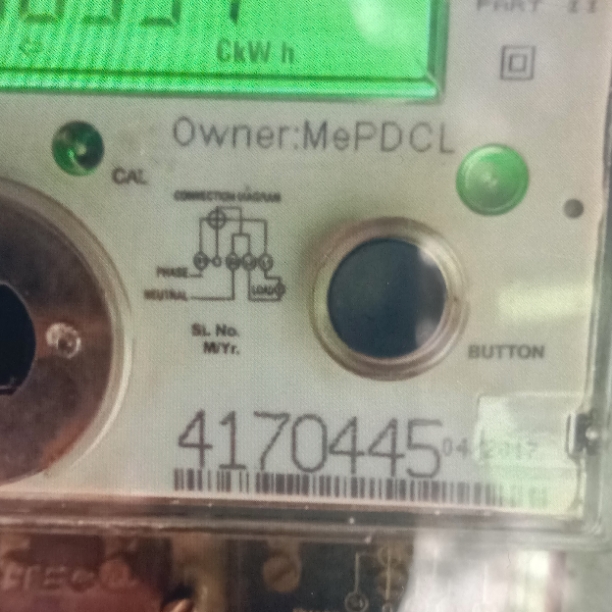 CkW h
PART II
Owner:MePDCL
CAL
CONNECTION DIAGRAM
PHASE
NEUTRAL
LOAD
SL. No.
M/Yr.
BUTTON
4170445 04/2017